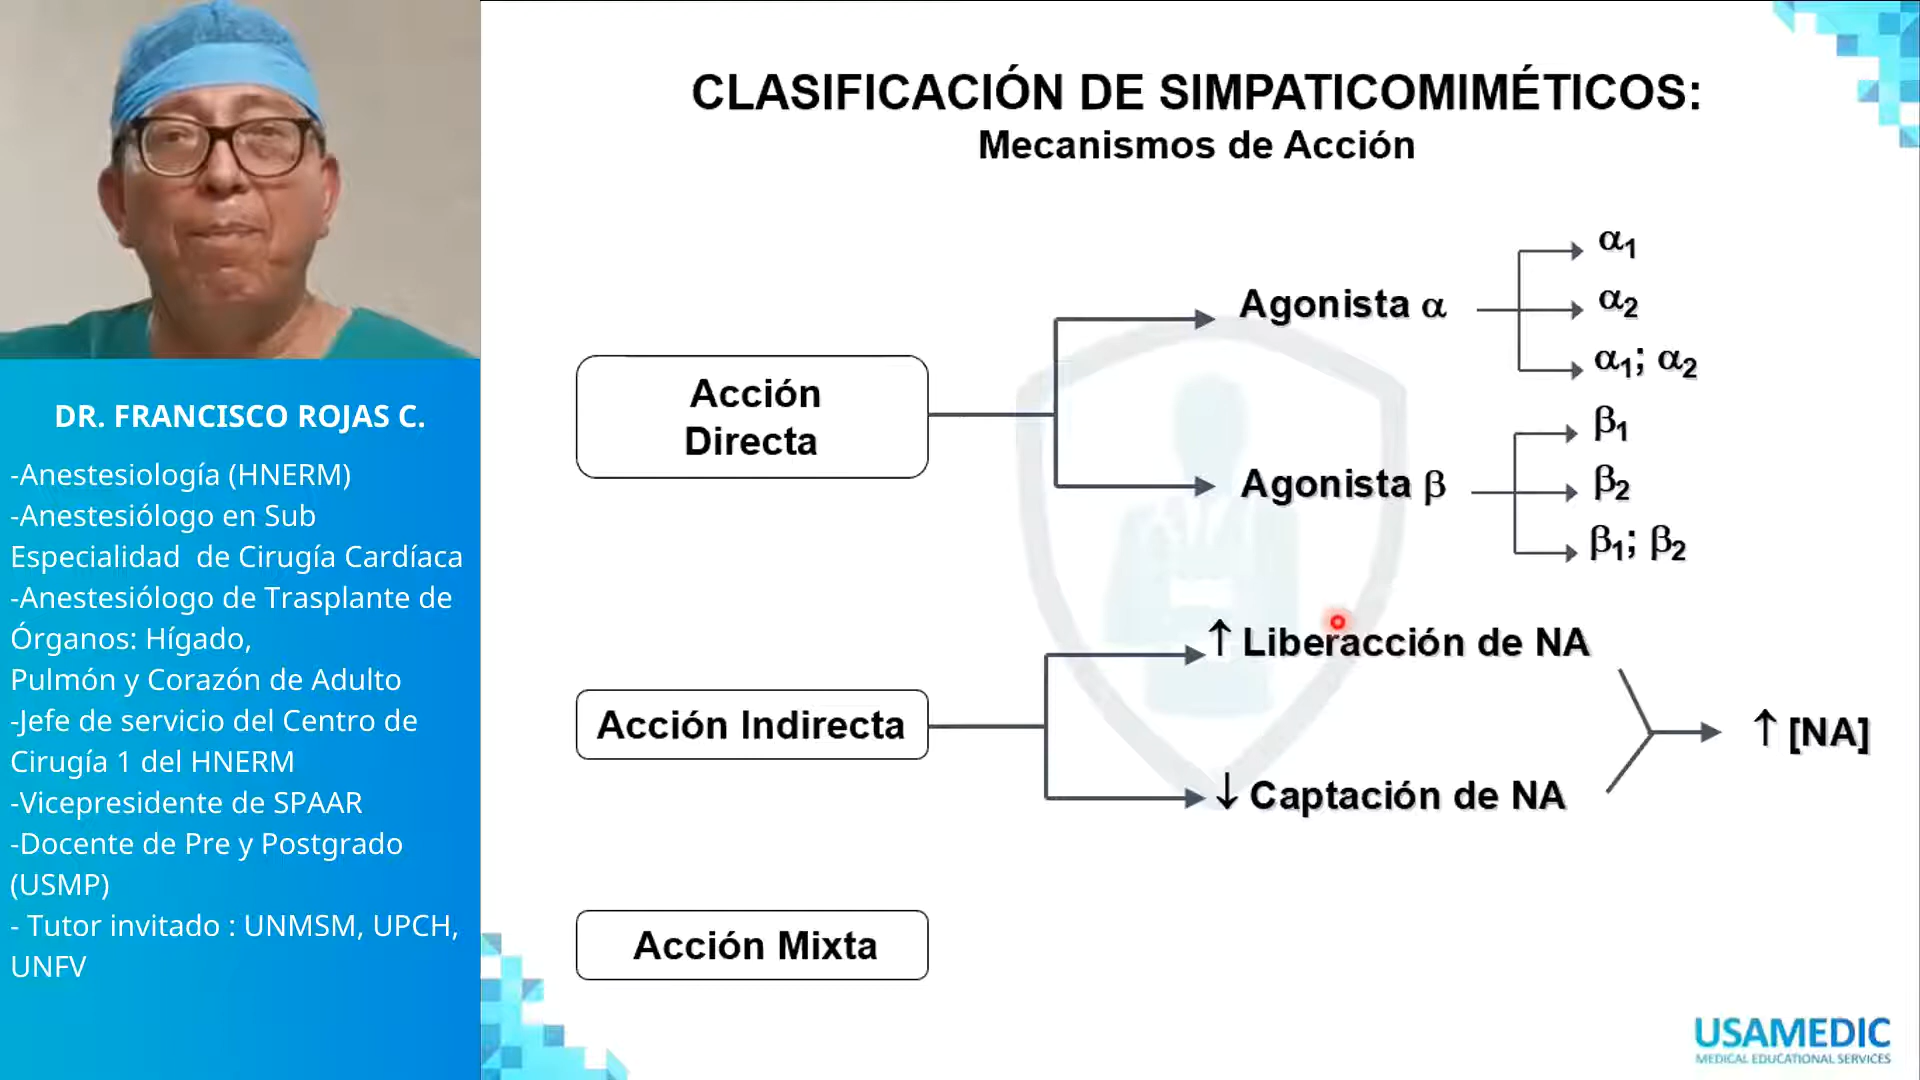 DR. FRANCISCO ROJAS C.
-Anestesiología (HNERM)
-Anestesiólogo en Sub
Especialidad  de Cirugía Cardíaca
-Anestesiólogo de Trasplante de
Órganos: Hígado,
Pulmón y Corazón de Adulto
-Jefe de servicio del Centro de
Cirugía 1 del HNERM
-Vicepresidente de SPAAR
-Docente de Pre y Postgrado
(USMP)
- Tutor invitado : UNMSM, UPCH,
UNFV
CLASIFICACIÓN DE SIMPATICOMIMÉTICOS:
Mecanismos de Acción
Acción
Directa
Agonista α
α1
α2
α1; α2
Agonista β
β1
β2
β1; β2
Acción Indirecta
↑ Liberacción de NA
↓ Captación de NA
↑ [NA]
Acción Mixta
USAMEDIC
MEDICAL EDUCATIONAL SERVICES